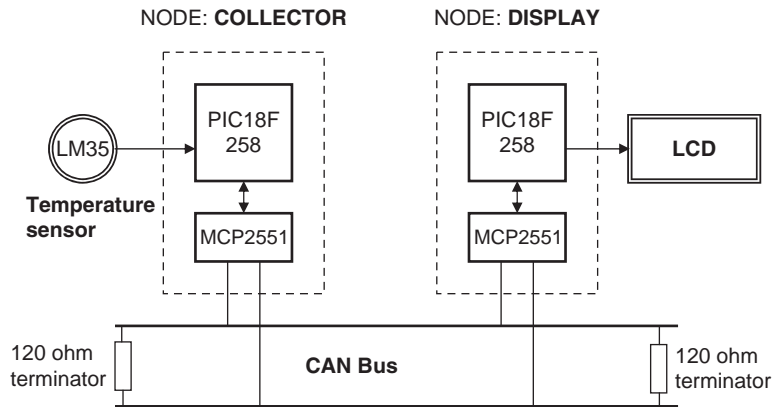 NODE: COLLECTOR
NODE: DISPLAY
PIC18F
258
PIC18F
258
LM35
LCD
Temperature
sensor
MCP2551
MCP2551
120 ohm
terminator
CAN Bus
120 ohm
terminator